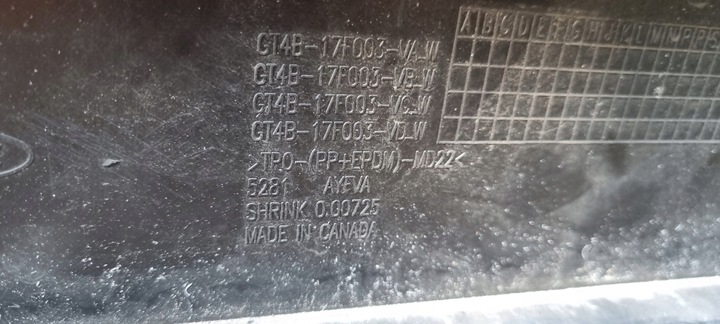 GT4B-17F003-VA_W
GT4B-17F003-VB_W
GT4B-17F003-VC_W
GT4B-17F003-VD_W
>TPO-(PP+EPDM)-MD22<
5281 AYFVA
SHRINK 0.00725
MADE IN CANADA
A B C D E F G H J K L M N P R S